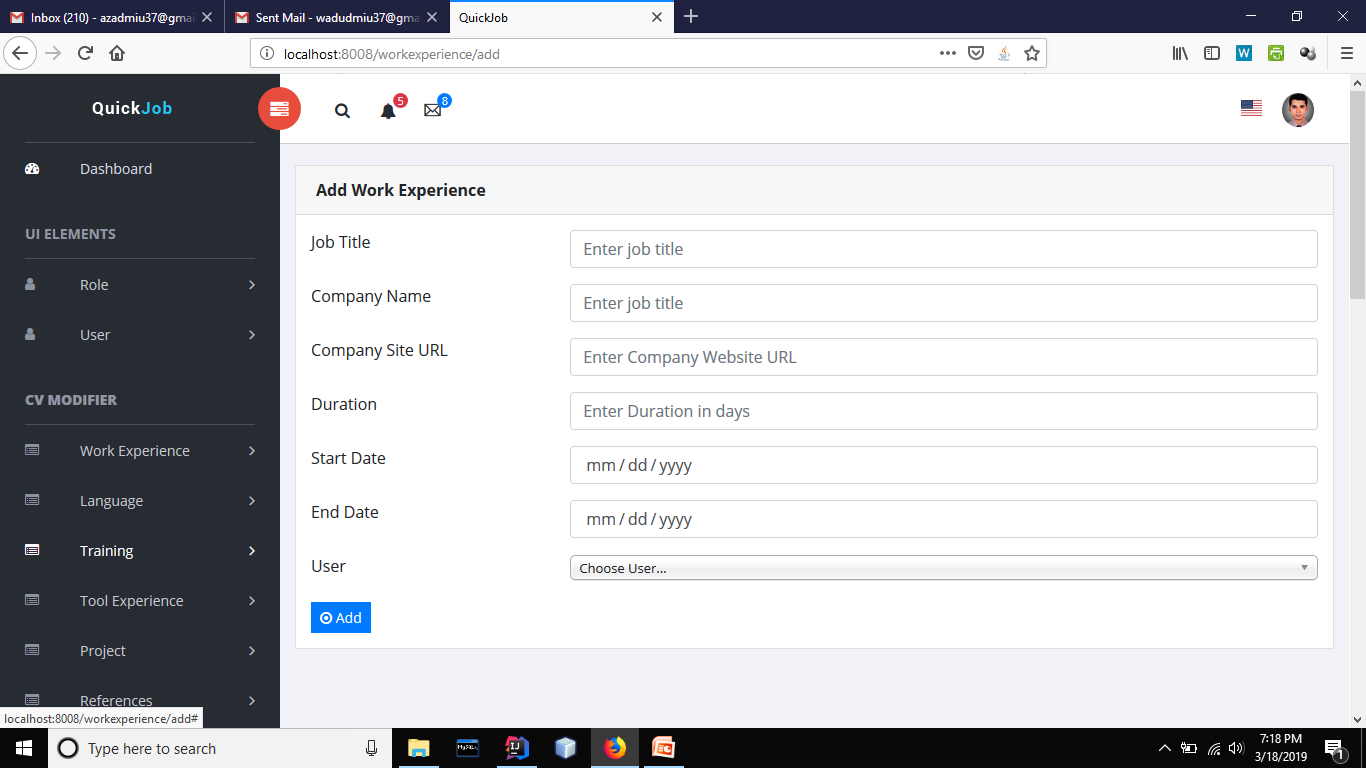 Inbox (210) - azadmiu37@gmai
Sent Mail - wadudmiu37@gma
QuickJob
localhost:8008/workexperience/add
W
QuickJob
5
8
Dashboard
UI ELEMENTS
Role
User
CV MODIFIER
Work Experience
Language
Training
Tool Experience
Project
References
Add Work Experience
Job Title
Enter job title
Company Name
Enter job title
Company Site URL
Enter Company Website URL
Duration
Enter Duration in days
Start Date
mm / dd / yyyy
End Date
mm / dd / yyyy
User
Choose User...
Add
localhost:8008/workexperience/add#
Type here to search
MySQL
IJ
7:18 PM
3/18/2019
1